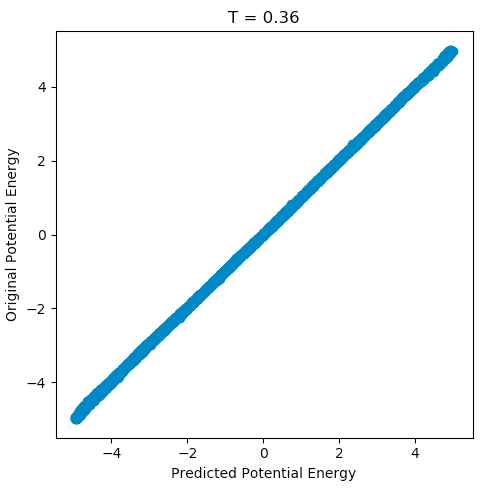 T = 0.36
Original Potential Energy
4
2
0
−2
−4
−4 −2 0 2 4
Predicted Potential Energy